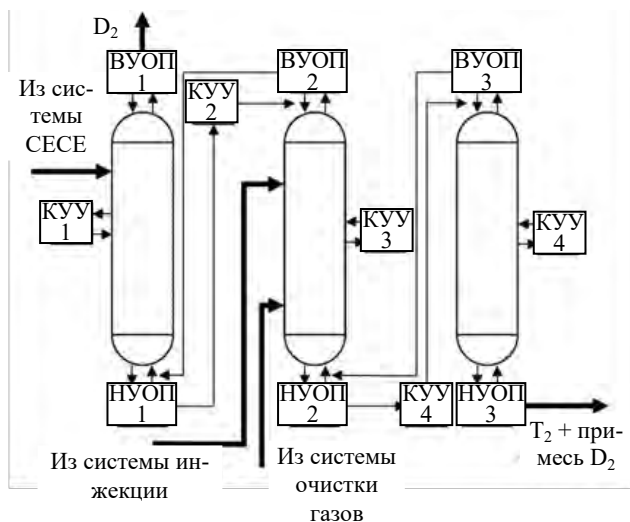 D2
ВУОП
1
ВУОП
2
ВУОП
3
КУУ
2
Из сис-
темы
CECE
КУУ
1
КУУ
3
КУУ
4
НУОП
1
НУОП
2
КУУ
4
НУОП
3
Из системы ин-
жекции
Из системы
очистки
газов
T2 + при-
месь D2